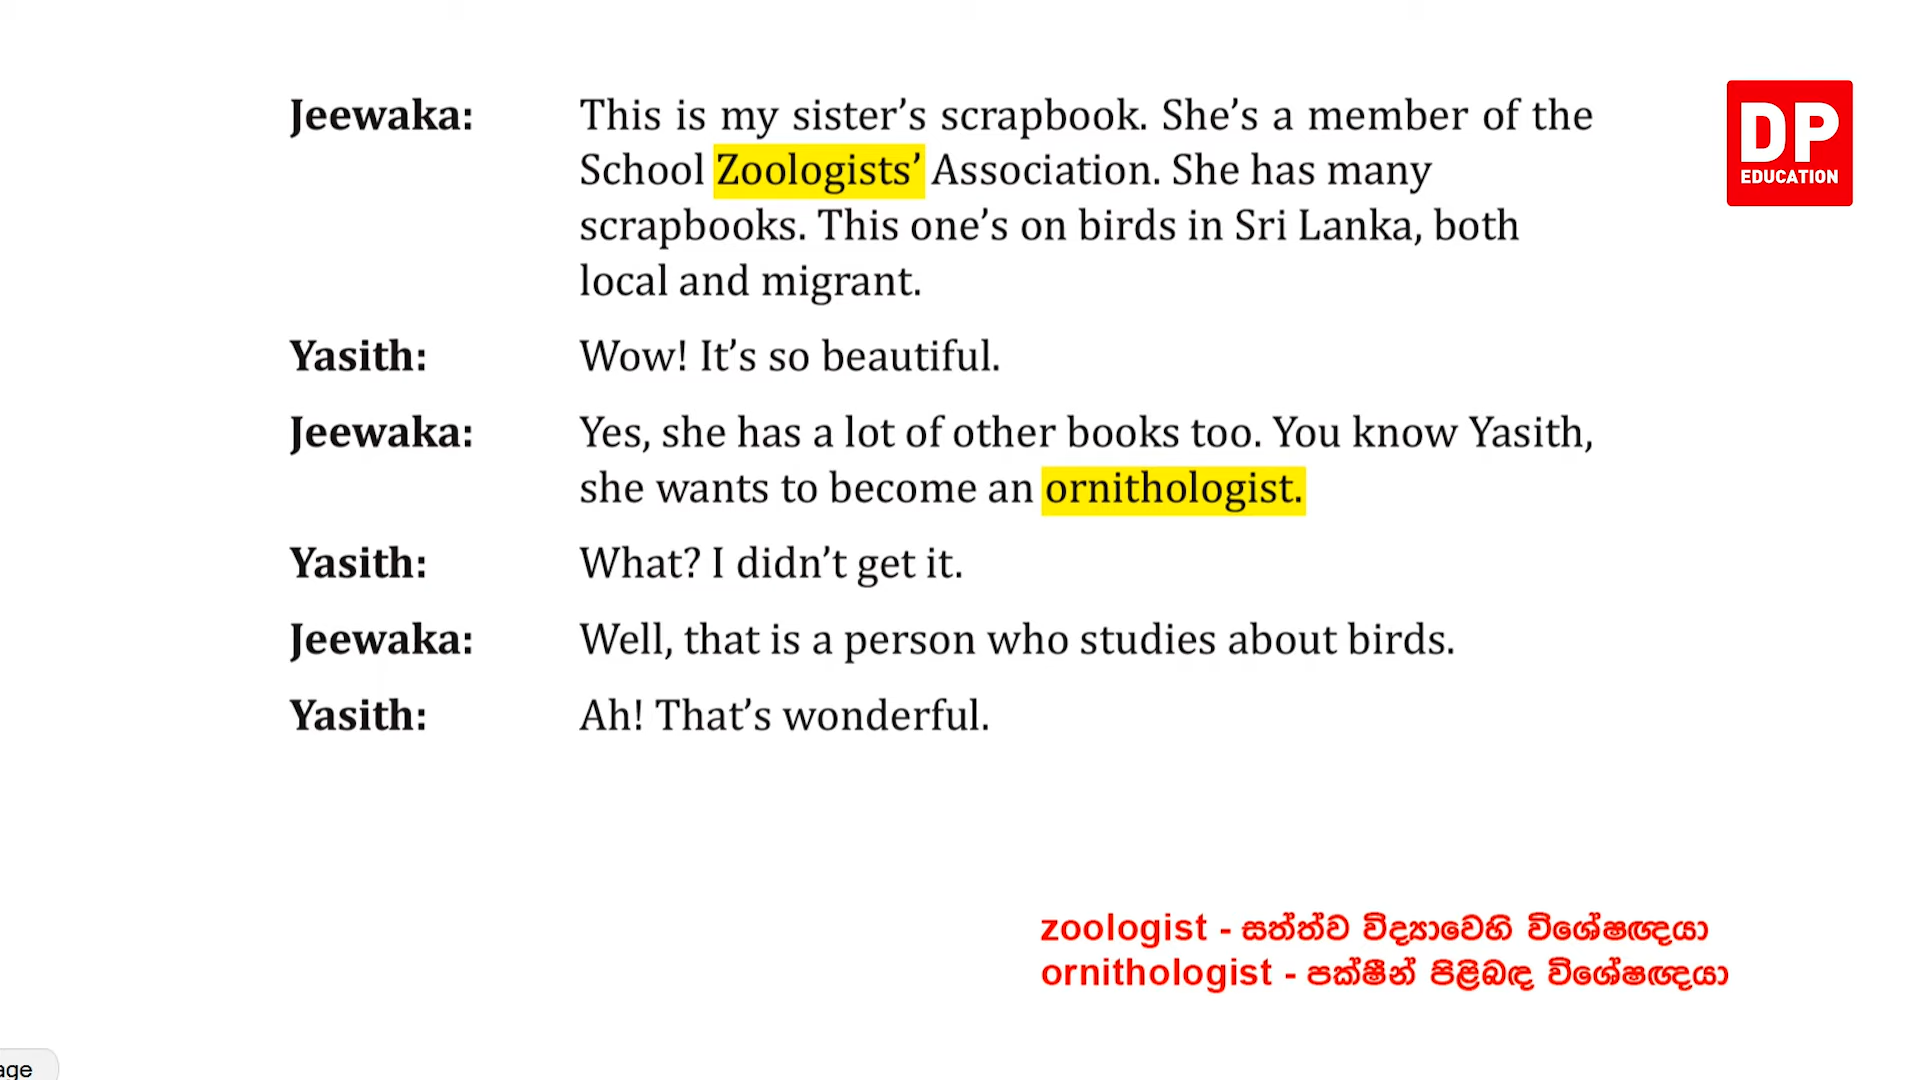 Jeewaka: This is my sister’s scrapbook. She’s a member of the
School Zoologists’ Association. She has many
scrapbooks. This one’s on birds in Sri Lanka, both
local and migrant.
Yasith: Wow! It’s so beautiful.
Jeewaka: Yes, she has a lot of other books too. You know Yasith,
she wants to become an ornithologist.
Yasith: What? I didn’t get it.
Jeewaka: Well, that is a person who studies about birds.
Yasith: Ah! That’s wonderful.
DP
EDUCATION
zoologist - සත්ත්ව විද්‍යාවෙහි විශේෂඥයා
ornithologist - පක්ෂීන් පිළිබඳ විශේෂඥයා
age